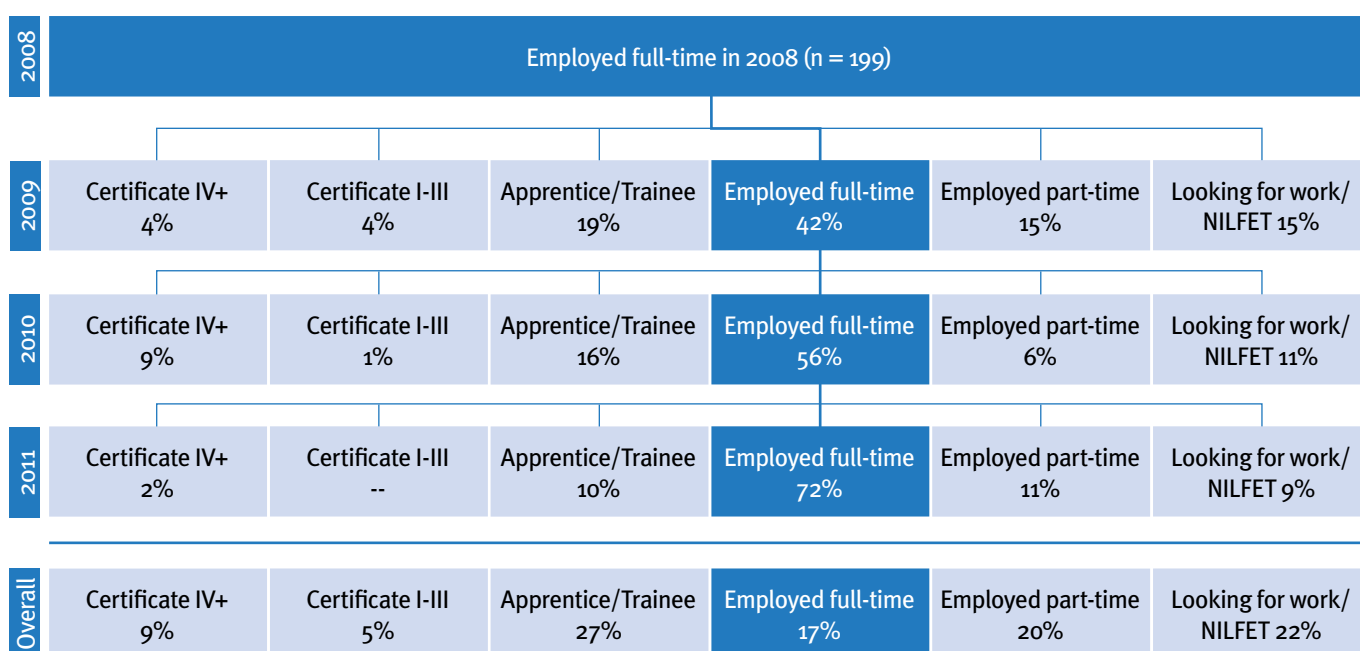 2008
Employed full-time in 2008 (n = 199)
2009
Certificate IV+
4%
Certificate I-III
4%
Apprentice/Trainee
19%
Employed full-time
42%
Employed part-time
15%
Looking for work/
NILFET 15%
2010
Certificate IV+
9%
Certificate I-III
1%
Apprentice/Trainee
16%
Employed full-time
56%
Employed part-time
6%
Looking for work/
NILFET 11%
2011
Certificate IV+
2%
Certificate I-III
--
Apprentice/Trainee
10%
Employed full-time
72%
Employed part-time
11%
Looking for work/
NILFET 9%
Overall
Certificate IV+
9%
Certificate I-III
5%
Apprentice/Trainee
27%
Employed full-time
17%
Employed part-time
20%
Looking for work/
NILFET 22%